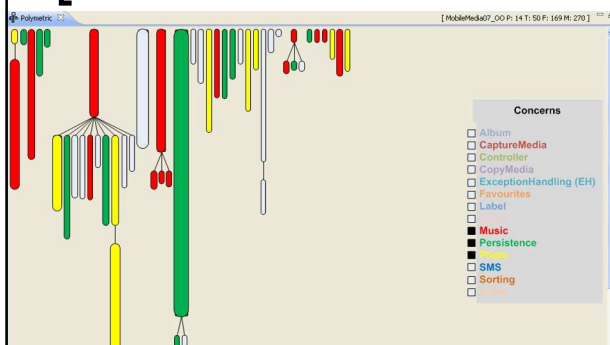 Polymetric
[ MobileMedia07_OO P: 14 T: 50 F: 169 M: 270 ]
Concerns
Album
CaptureMedia
Controller
CopyMedia
ExceptionHandling (EH)
Favourites
Label
Music
Persistence
Photo
SMS
Sorting